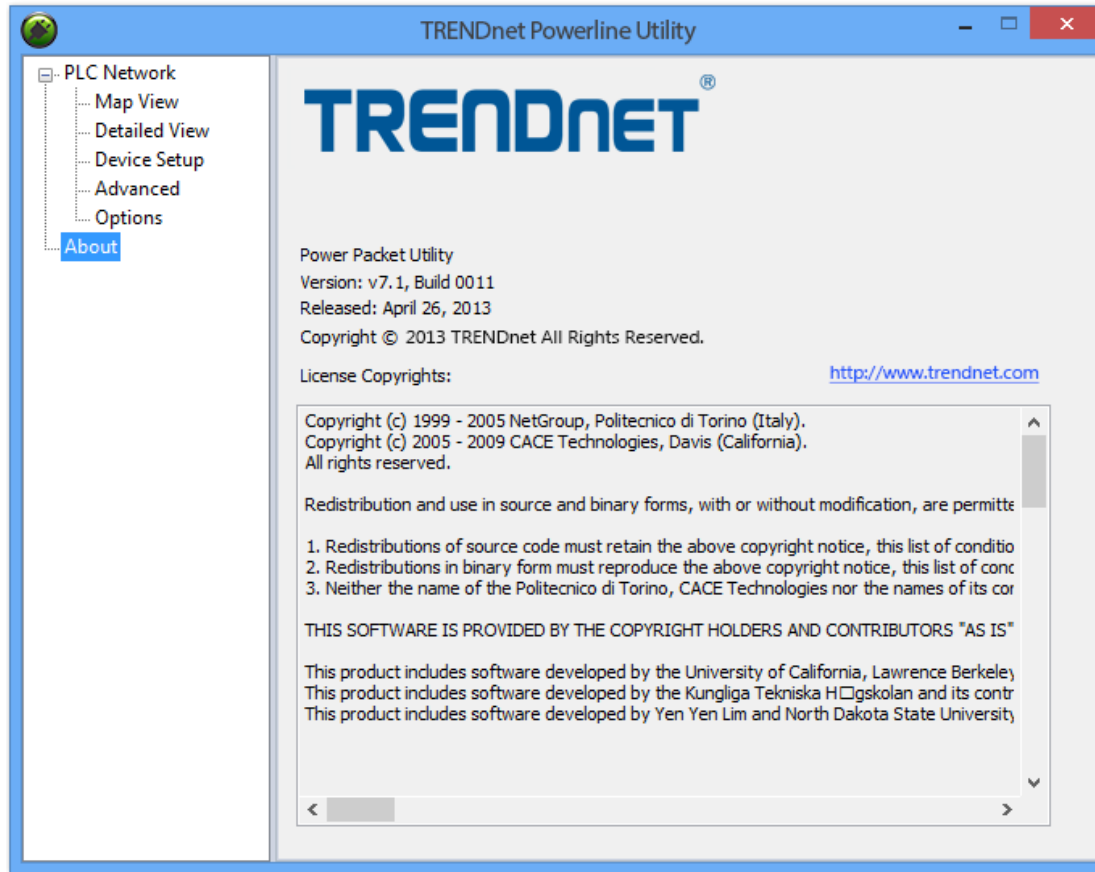 TRENDnet Powerline Utility
PLC Network
Map View
Detailed View
Device Setup
Advanced
Options
About
TRENDNET®
Power Packet Utility
Version: v7.1, Build 0011
Released: April 26, 2013
Copyright © 2013 TRENDnet All Rights Reserved.
License Copyrights:
http://www.trendnet.com
Copyright (c) 1999 - 2005 NetGroup, Politecnico di Torino (Italy).
Copyright (c) 2005 - 2009 CACE Technologies, Davis (California).
All rights reserved.
Redistribution and use in source and binary forms, with or without modification, are permitte
1. Redistributions of source code must retain the above copyright notice, this list of conditio
2. Redistributions in binary form must reproduce the above copyright notice, this list of conc
3. Neither the name of the Politecnico di Torino, CACE Technologies nor the names of its cor
THIS SOFTWARE IS PROVIDED BY THE COPYRIGHT HOLDERS AND CONTRIBUTORS "AS IS"
This product includes software developed by the University of California, Lawrence Berkeley
This product includes software developed by the Kungliga Tekniska H□gskolan and its contr
This product includes software developed by Yen Yen Lim and North Dakota State University